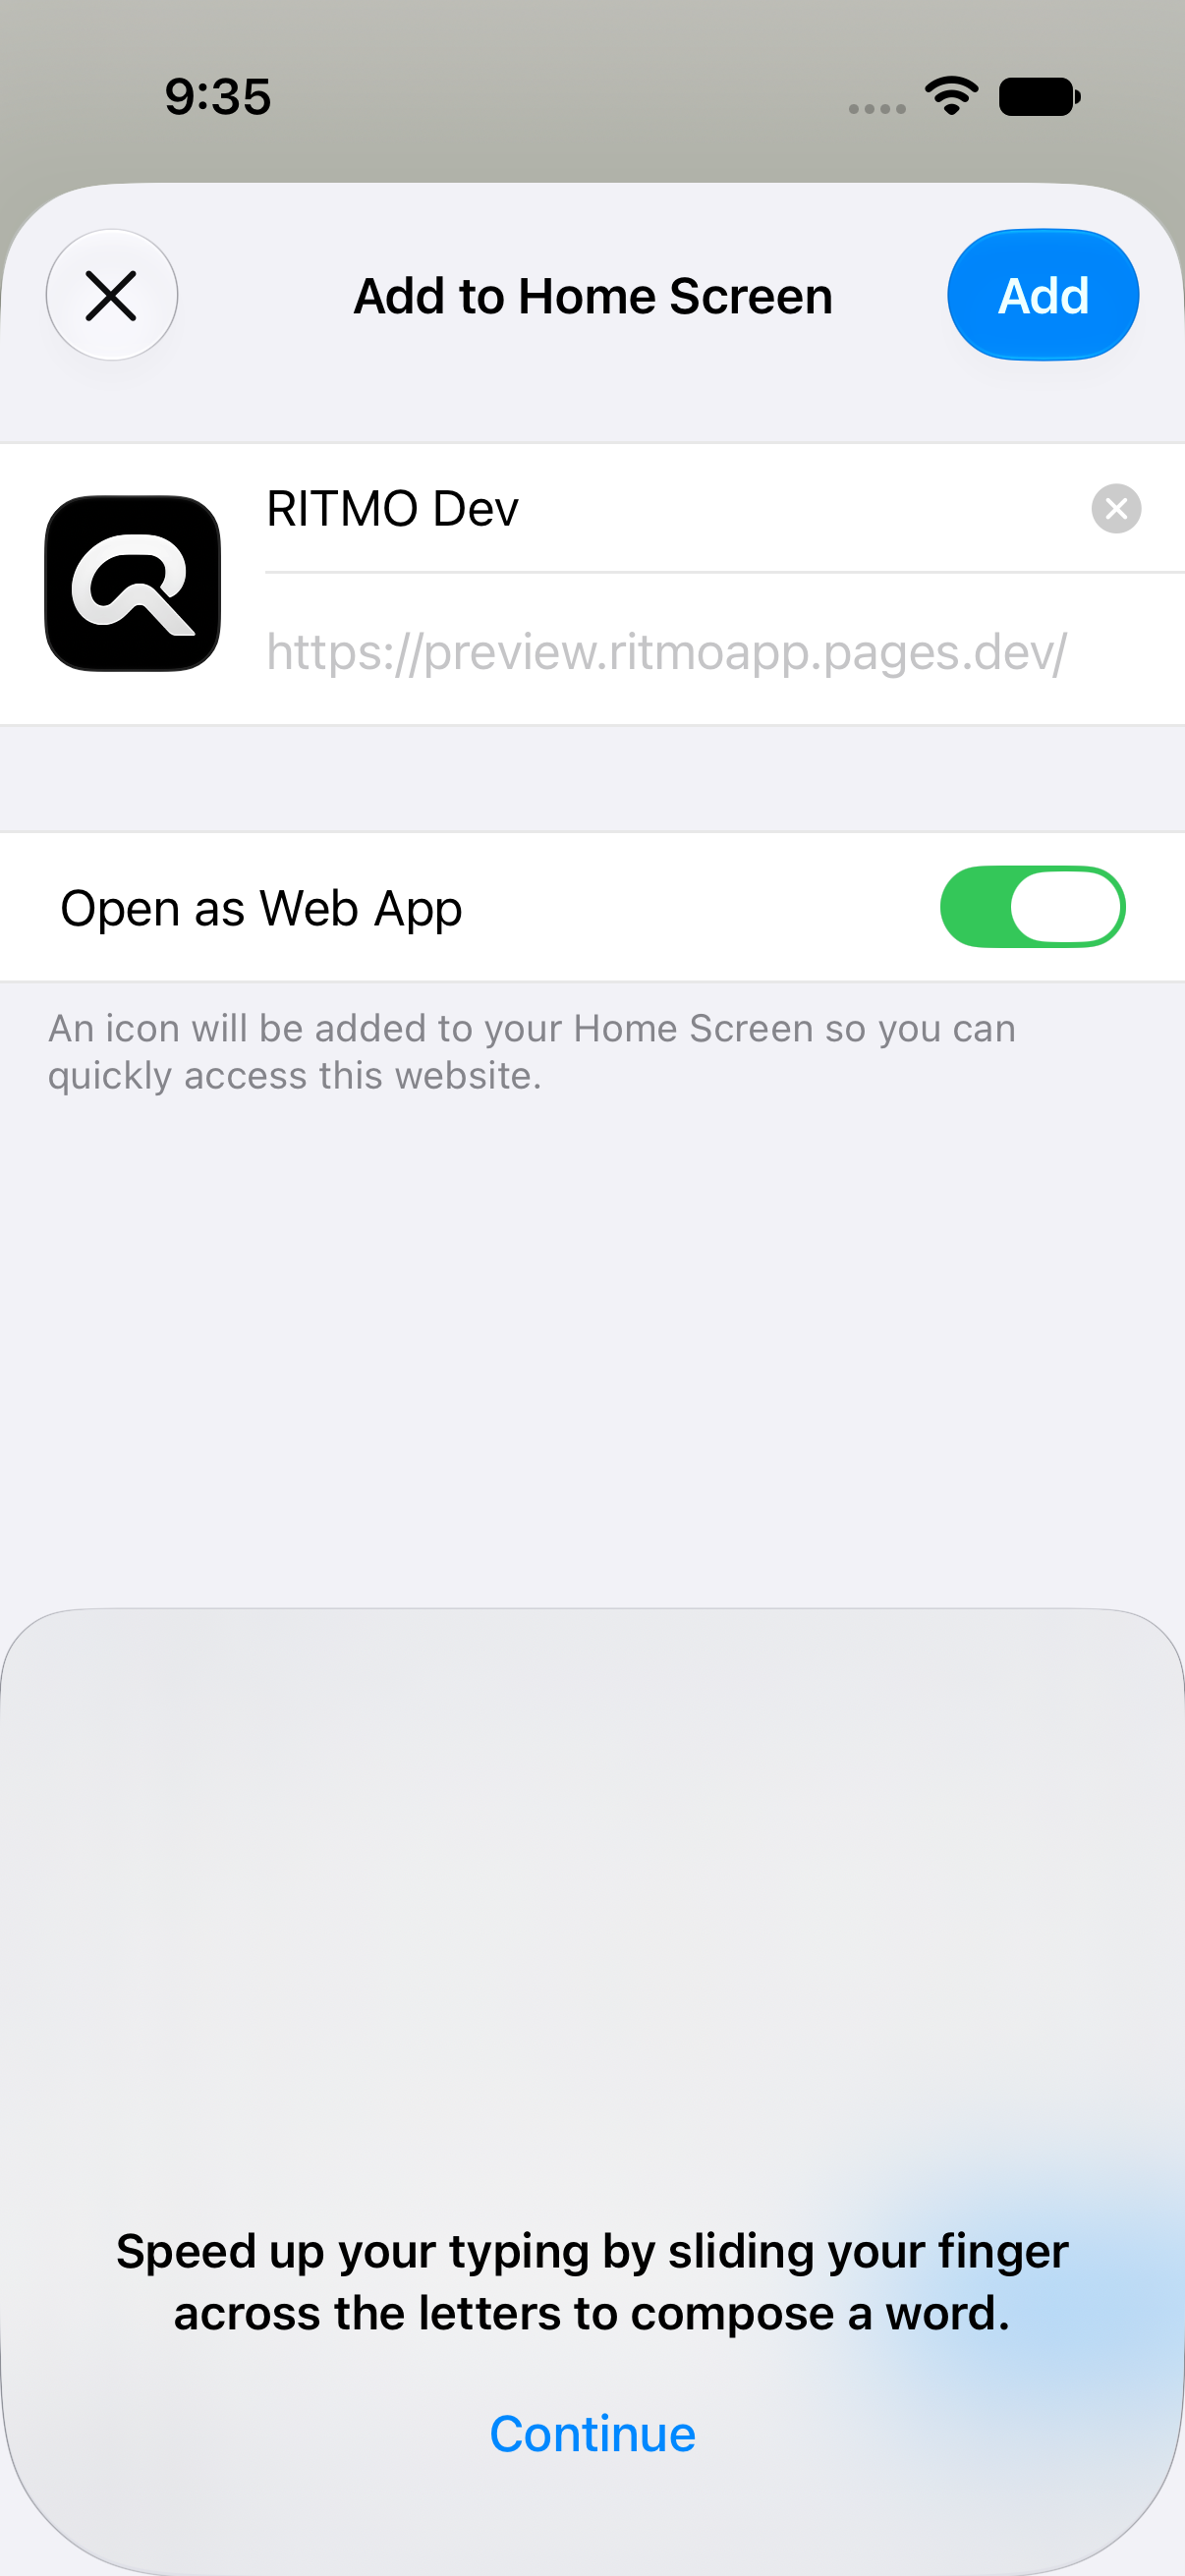 9:35
Add to Home Screen
Add
RITMO Dev
https://preview.ritmoapp.pages.dev/
Open as Web App
An icon will be added to your Home Screen so you can
quickly access this website.
Speed up your typing by sliding your finger
across the letters to compose a word.
Continue